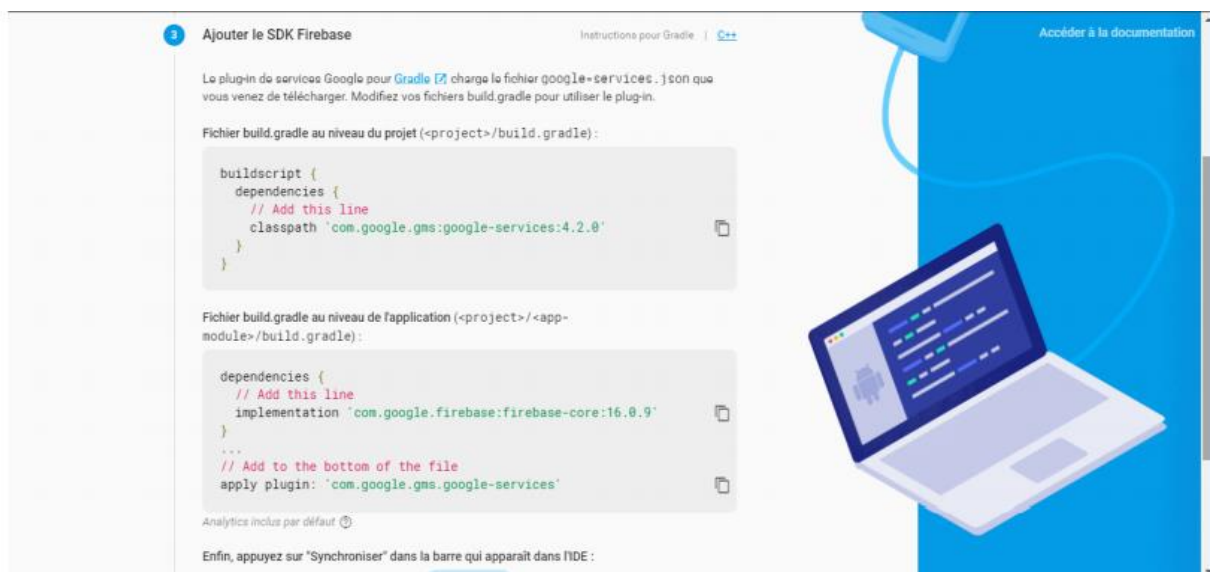 3 Ajouter le SDK Firebase
Instructions pour Gradle | C++
Accéder à la documentation
Le plug-in de services Google pour Gradle charge le fichier google-services.json que
vous venez de télécharger. Modifiez vos fichiers build.gradle pour utiliser le plug-in.
Fichier build.gradle au niveau du projet (<project>/build.gradle) :
buildscript {
dependencies {
// Add this line
classpath 'com.google.gms:google-services:4.2.0'
}
}
Fichier build.gradle au niveau de l'application (<project>/<app-
module>/build.gradle) :
dependencies {
// Add this line
implementation 'com.google.firebase:firebase-core:16.0.9'
}
...
// Add to the bottom of the file
apply plugin: 'com.google.gms.google-services'
Analytics inclus par défaut
Enfin, appuyez sur "Synchroniser" dans la barre qui apparaît dans l'IDE :